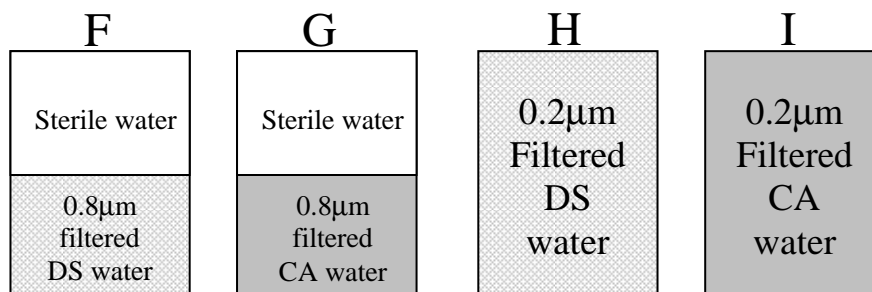 F G H I
Sterile water
0.8μm
filtered
DS water
Sterile water
0.8μm
filtered
CA water
0.2μm
Filtered
DS
water
0.2μm
Filtered
CA
water